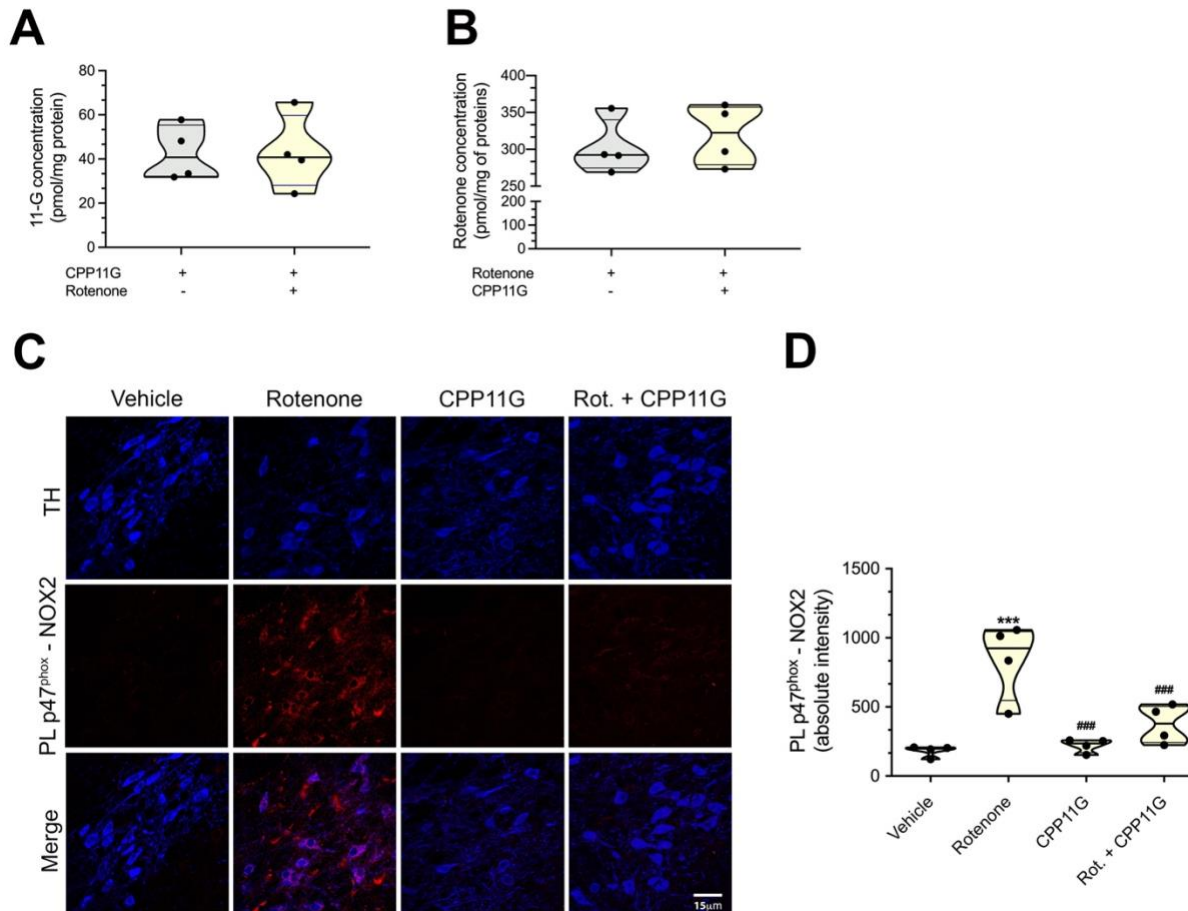 A
11-G concentration
(pmol/mg protein)
80
60
40
20
0
CPP11G + +
Rotenone - +
B
Rotenone concentration
(pmol/mg of proteins)
400
350
300
250
200
150
100
50
0
Rotenone + +
CPP11G - +
C
Vehicle Rotenone CPP11G Rot. + CPP11G
TH
PL p47phox - NOX2
Merge
15µm
D
PL p47phox - NOX2
(absolute intensity)
1500
1000
500
0
***
###
###
Vehicle
Rotenone
CPP11G
Rot. + CPP11G